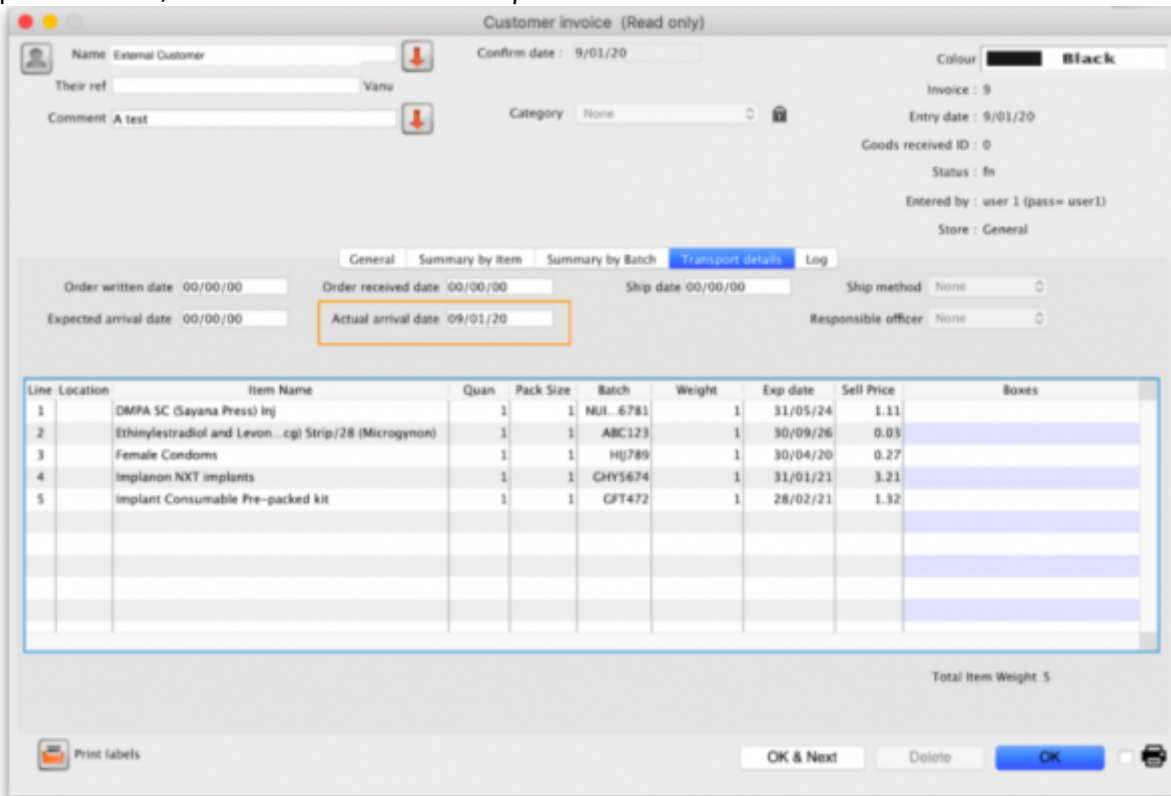 Customer invoice (Read only)
Name External Customer Confirm date : 9/01/20 Colour Black
Their ref Vanu Invoice : 9
Comment A test Category None Entry date : 9/01/20
Goods received ID : 0
Status : fn
Entered by : user 1 (pass= user1)
Store : General
General Summary by Item Summary by Batch Transport details Log
Order written date 00/00/00 Order received date 00/00/00 Ship date 00/00/00 Ship method None
Expected arrival date 00/00/00 Actual arrival date 09/01/20 Responsible officer None
Line Location Item Name Quan Pack Size Batch Weight Exp date Sell Price Boxes
1 DMPA SC (Sayana Press) Inj 1 1 NUI...6781 1 31/05/24 1.11
2 Ethinylestradiol and Levon...cg) Strip/28 (Microgynon) 1 1 ABC123 1 30/09/26 0.03
3 Female Condoms 1 1 HIJ789 1 30/04/20 0.27
4 Implanon NXT implants 1 1 GHY5674 1 31/01/21 3.21
5 Implant Consumable Pre-packed kit 1 1 GFT472 1 28/02/21 1.32
Total Item Weight 5
Print labels OK & Next Delete OK